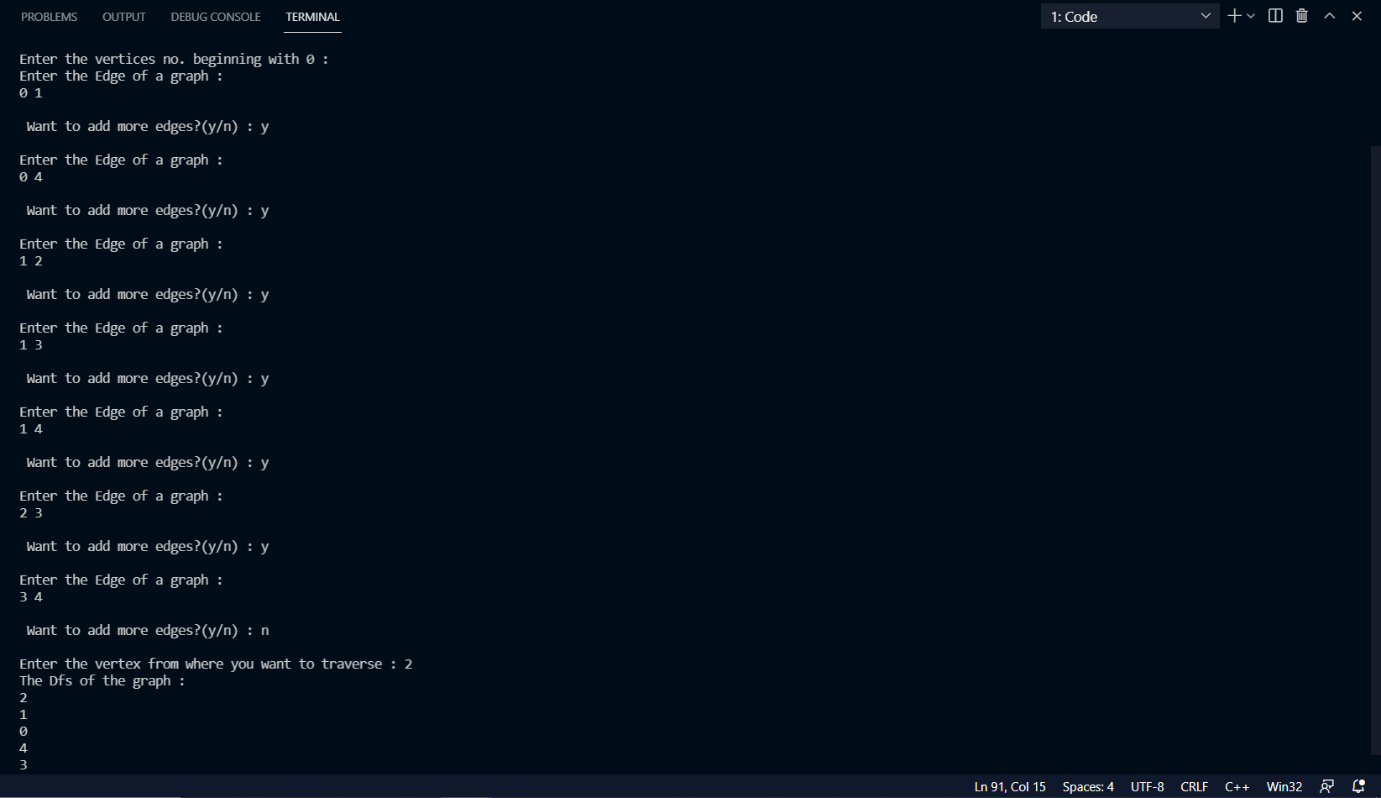 PROBLEMS OUTPUT DEBUG CONSOLE TERMINAL 1: Code
Enter the vertices no. beginning with 0 :
Enter the Edge of a graph :
0 1
Want to add more edges?(y/n) : y
Enter the Edge of a graph :
0 4
Want to add more edges?(y/n) : y
Enter the Edge of a graph :
1 2
Want to add more edges?(y/n) : y
Enter the Edge of a graph :
1 3
Want to add more edges?(y/n) : y
Enter the Edge of a graph :
1 4
Want to add more edges?(y/n) : y
Enter the Edge of a graph :
2 3
Want to add more edges?(y/n) : y
Enter the Edge of a graph :
3 4
Want to add more edges?(y/n) : n
Enter the vertex from where you want to traverse : 2
The Dfs of the graph :
2
1
0
4
3
Ln 91, Col 15 Spaces: 4 UTF-8 CRLF C++ Win32